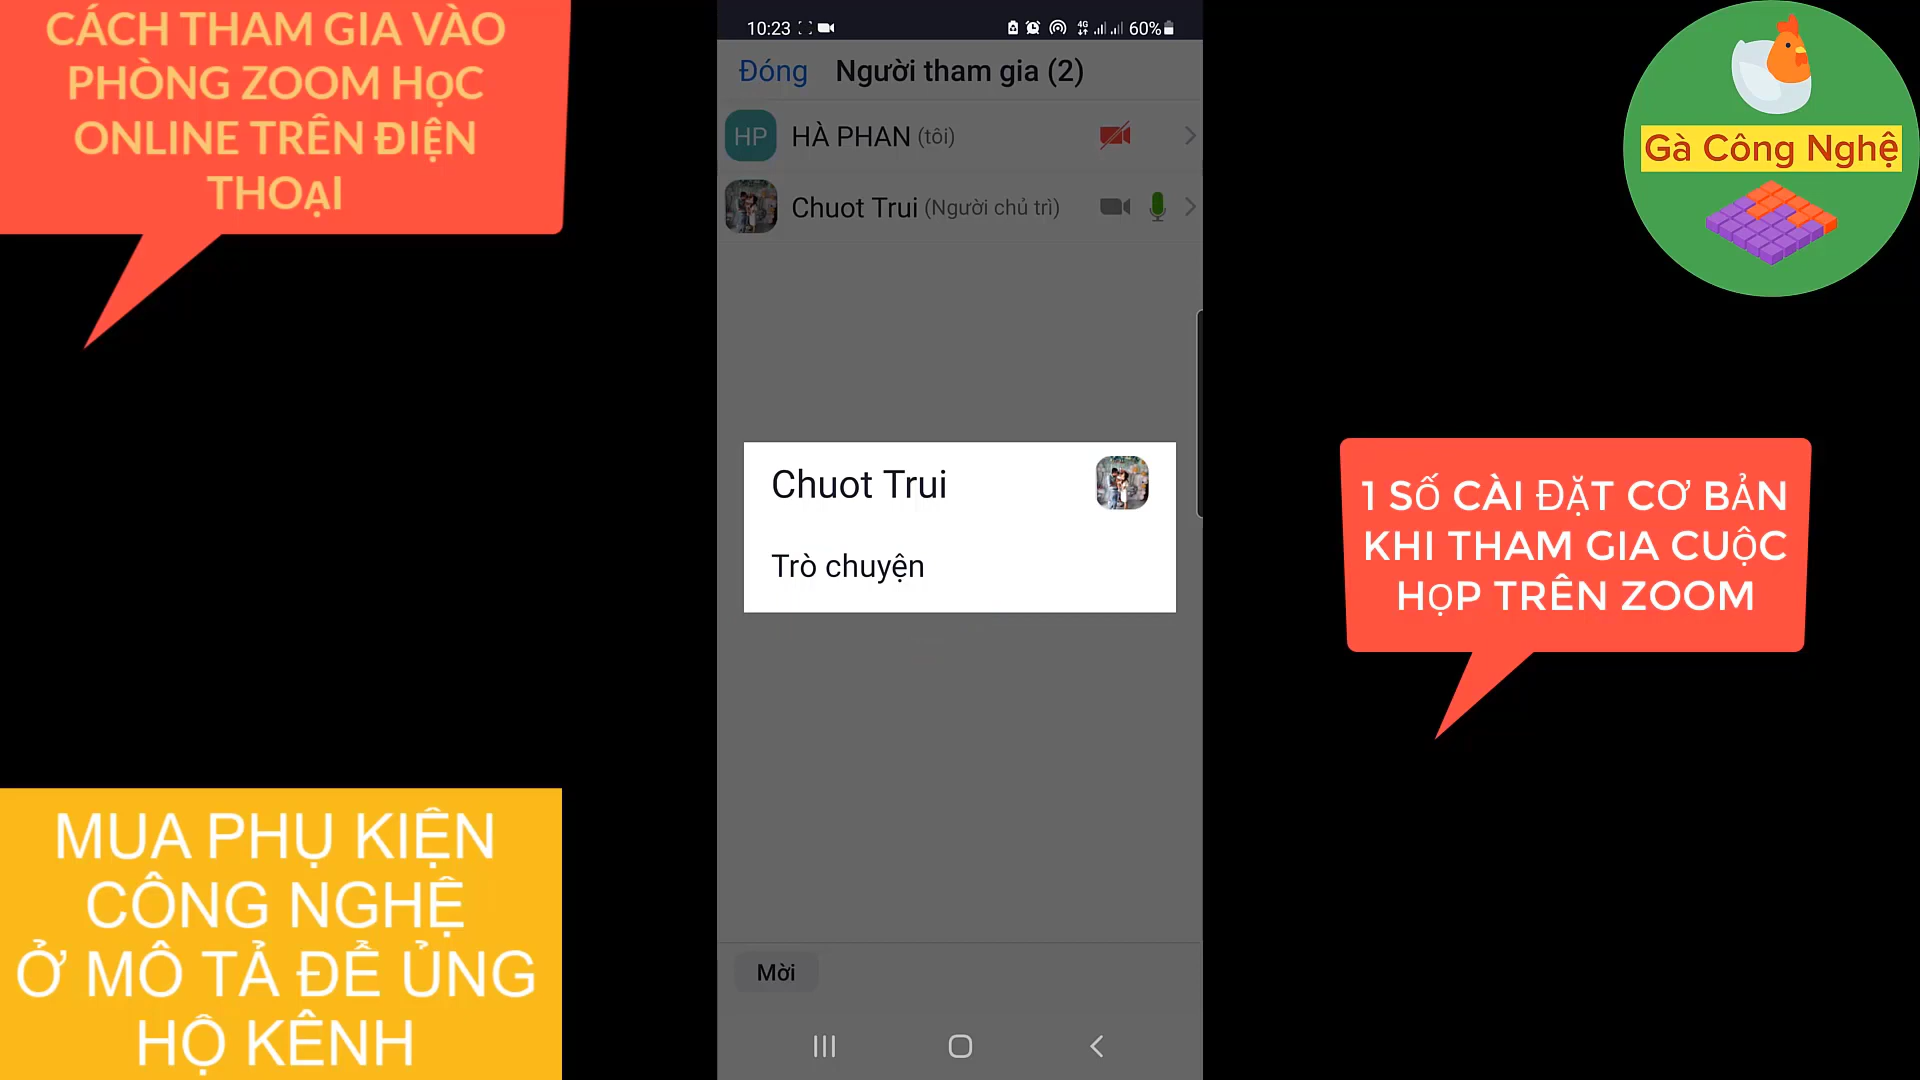 CÁCH THAM GIA VÀO
PHÒNG ZOOM HỌC
ONLINE TRÊN ĐIỆN
THOẠI
10:23
4G
60%
Đóng
Người tham gia (2)
HP
HÀ PHAN (tôi)
Chuot Trui (Người chủ trì)
Chuot Trui
Trò chuyện
Mời
Gà Công Nghệ
1 SỐ CÀI ĐẶT CƠ BẢN
KHI THAM GIA CUỘC
HỌP TRÊN ZOOM
MUA PHỤ KIỆN
CÔNG NGHỆ
Ở MÔ TẢ ĐỂ ỦNG
HỘ KÊNH